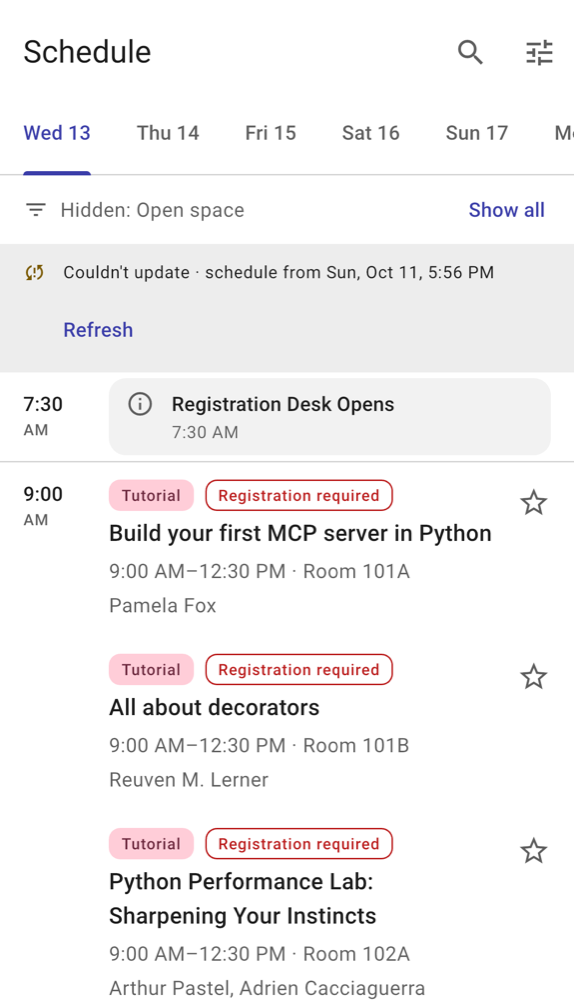 Schedule
Wed 13 Thu 14 Fri 15 Sat 16 Sun 17
Hidden: Open space Show all
Couldn't update · schedule from Sun, Oct 11, 5:56 PM
Refresh
7:30 AM
Registration Desk Opens
7:30 AM
9:00 AM
Tutorial Registration required
Build your first MCP server in Python
9:00 AM–12:30 PM · Room 101A
Pamela Fox
Tutorial Registration required
All about decorators
9:00 AM–12:30 PM · Room 101B
Reuven M. Lerner
Tutorial Registration required
Python Performance Lab:
Sharpening Your Instincts
9:00 AM–12:30 PM · Room 102A
Arthur Pastel, Adrien Cacciaguerra